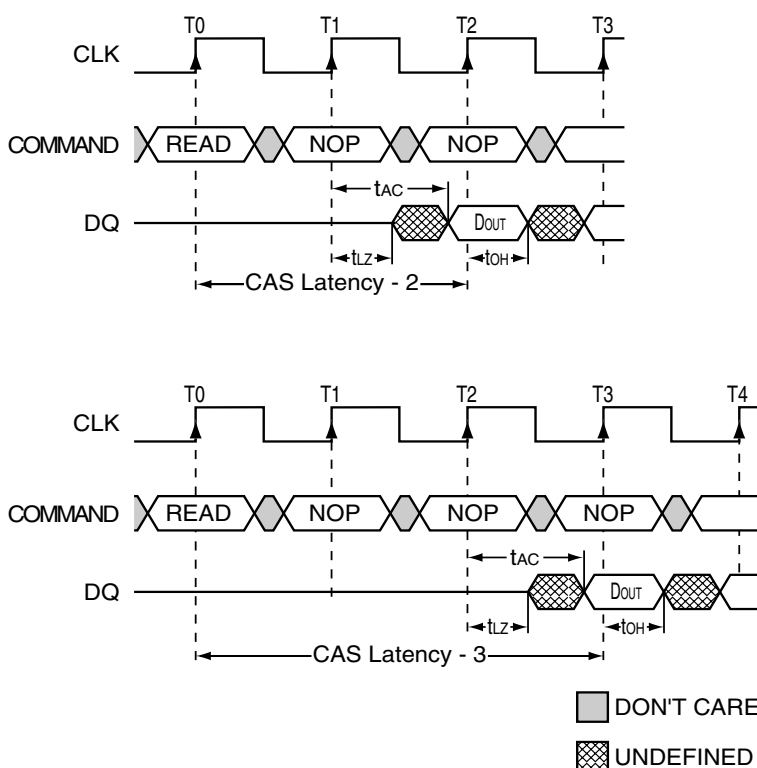 T0 T1 T2 T3
CLK
COMMAND READ NOP NOP
tAC
DQ DOUT
tLZ tOH
CAS Latency - 2
T0 T1 T2 T3 T4
CLK
COMMAND READ NOP NOP NOP
tAC
DQ DOUT
tLZ tOH
CAS Latency - 3
DON'T CARE
UNDEFINED